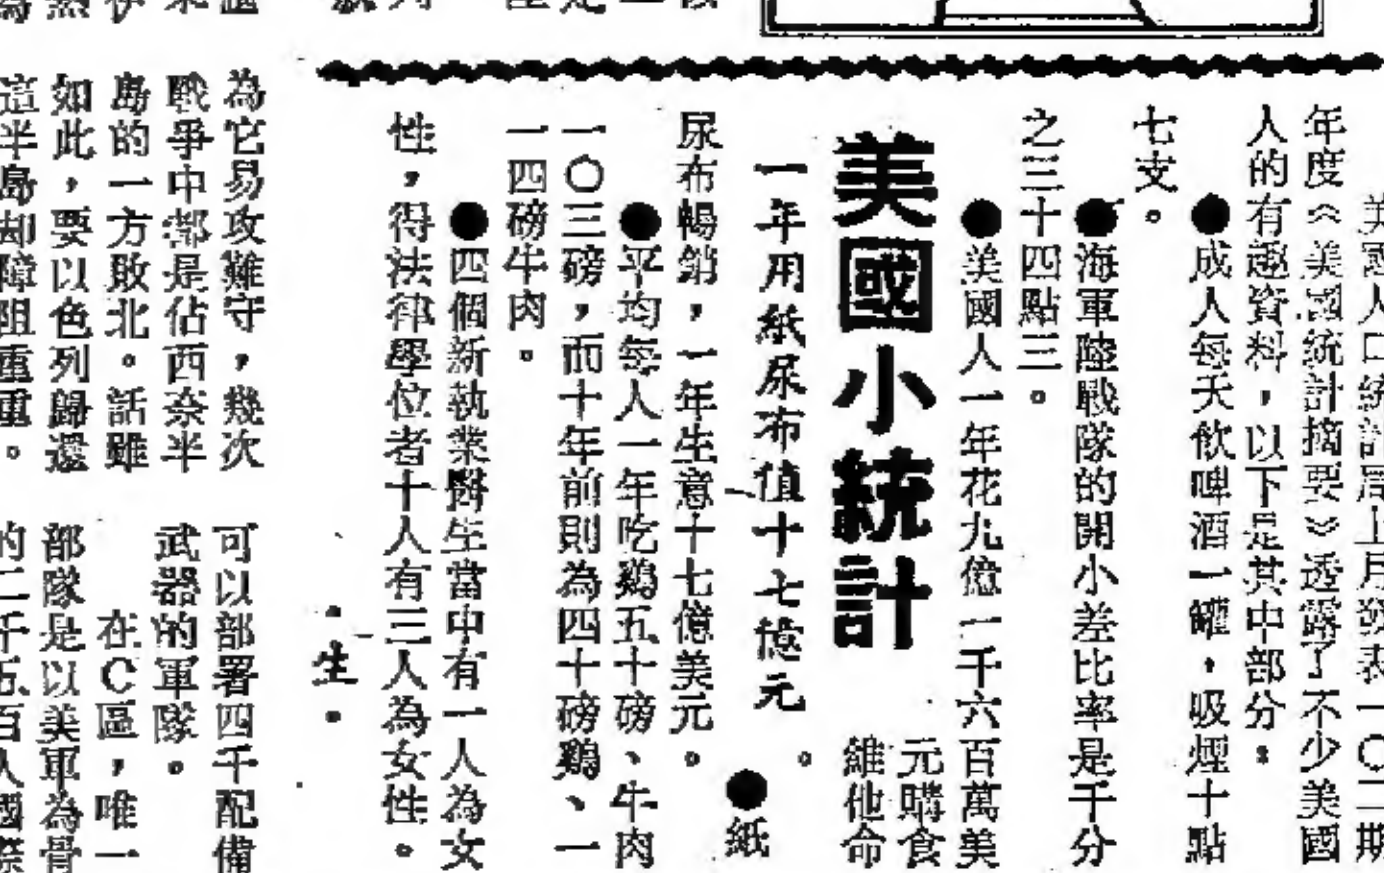 美國小統計
一年用紙尿布值十七億元
美國人口統計局上月發表一〇二期
年度《美國統計摘要》透露了不少美國
人的有趣資料，以下是其中部分：
●成人每天飲啤酒一罐，吸煙十點
七支。
●海軍陸戰隊的開小差比率是千分
之三十四點三。
●美國人一年花九億一千六百萬美
元購食
維他命
。
●紙
尿布暢銷，一年生意十七億美元。
●平均每人一年吃鷄五十磅、牛肉
一〇三磅，而十年前則為四十磅鷄、一
一四磅牛肉。
●四個新執業醫生當中有一人為女
性，得法律學位者十人有三人為女性。
·生·
為它易攻難守，幾次
戰爭中都是佔西奈半
島的一方敗北。話雖
如此，要以色列歸還
這半島却障阻重重。
可以部署四千配備
武器的軍隊。
在C區，唯一
部隊是以美軍為骨
的二千五百人國際